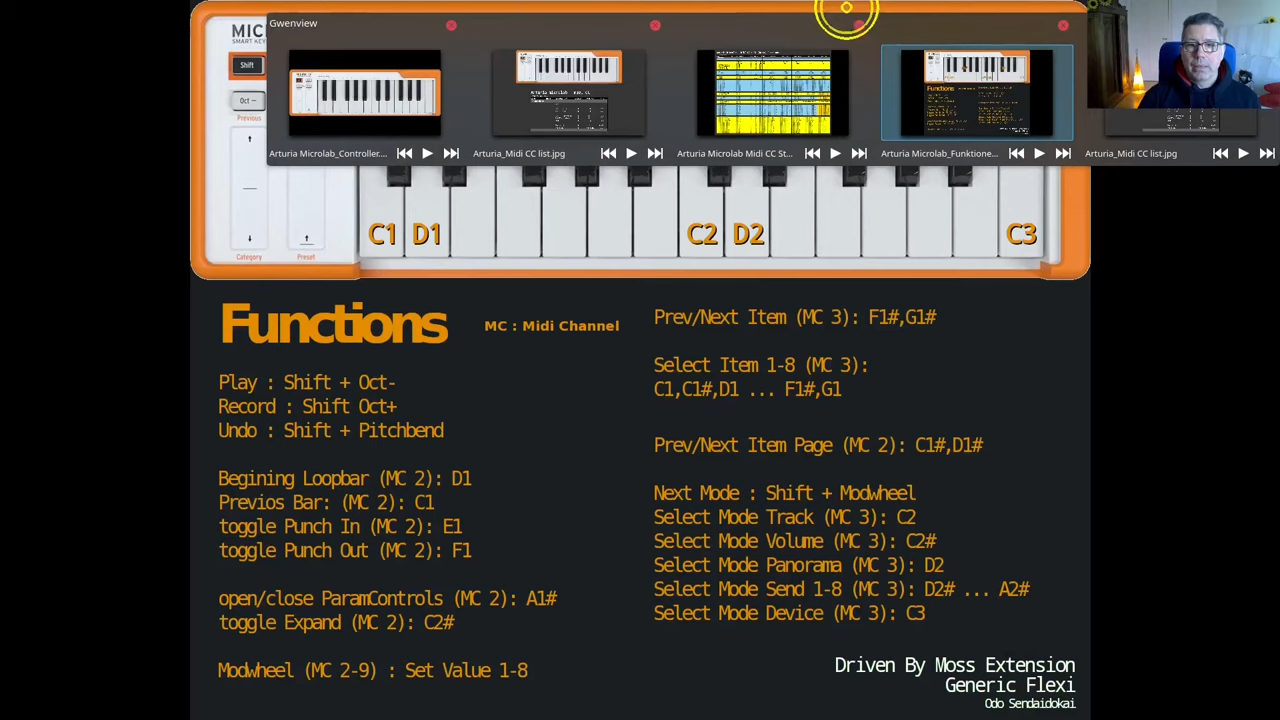 MIC
SMART KEY
Gwenview
Shift
Oct —
Previous
Category
Preset
Arturia Microlab_Controller....
Arturia_Midi CC list.jpg
Arturia Microlab Midi CC St...
Arturia Microlab_Funktione...
Arturia_Midi CC list.jpg
Functions
C1 D1 C2 D2 C3
Functions
MC : Midi Channel
Play : Shift + Oct-
Record : Shift Oct+
Undo : Shift + Pitchbend
Begining Loopbar (MC 2): D1
Previos Bar: (MC 2): C1
toggle Punch In (MC 2): E1
toggle Punch Out (MC 2): F1
open/close ParamControls (MC 2): A1#
toggle Expand (MC 2): C2#
Modwheel (MC 2-9) : Set Value 1-8
Prev/Next Item (MC 3): F1#,G1#
Select Item 1-8 (MC 3):
C1,C1#,D1 ... F1#,G1
Prev/Next Item Page (MC 2): C1#,D1#
Next Mode : Shift + Modwheel
Select Mode Track (MC 3): C2
Select Mode Volume (MC 3): C2#
Select Mode Panorama (MC 3): D2
Select Mode Send 1-8 (MC 3): D2# ... A2#
Select Mode Device (MC 3): C3
Driven By Moss Extension
Generic Flexi
Odo Sendaidokai